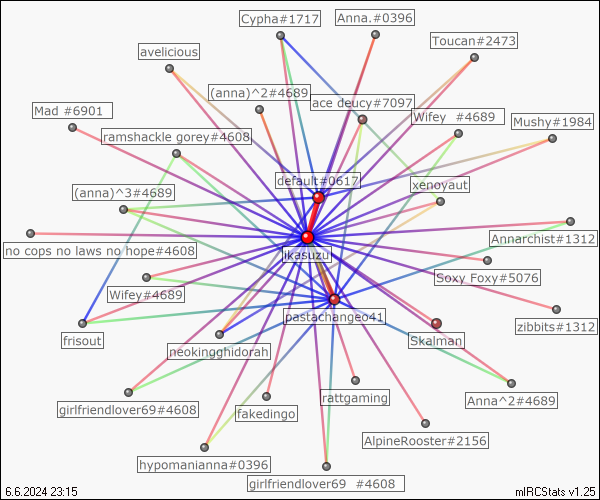 Cypha#1717
Anna.#0396
Toucan#2473
avelicious
(anna)^2#4689
ace deucy#7097
Mad #6901
Wifey  #4689
Mushy#1984
ramshackle gorey#4608
default#0617
xenoyaut
(anna)^3#4689
Annarchist#1312
no cops no laws no hope#4608
ikasuzu
Soxy Foxy#5076
Wifey#4689
pastachangeo41
zibbits#1312
frisout
Skalman
neokingghidorah
rattgaming
Anna^2#4689
girlfriendlover69#4608
fakedingo
AlpineRooster#2156
hypomanianna#0396
girlfriendlover69  #4608
6.6.2024 23:15
mIRCStats v1.25